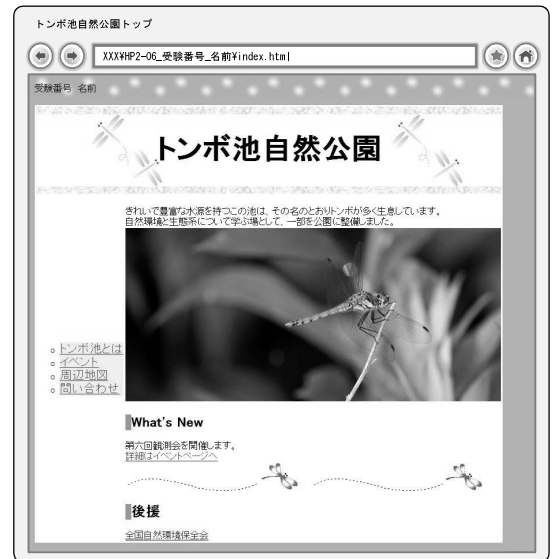 トンボ池自然公園トップ
XXX¥HP2-06_受験番号_名前¥index.html
受験番号 名前
トンボ池自然公園
きれいで豊富な水源を持つこの池は、その名のとおりトンボが多く生息しています。
自然環境と生態系について学ぶ場として、一部を公園に整備しました。
トンボ池とは
イベント
周辺地図
問い合わせ
What's New
第六回観測会を開催します。
詳細はイベントページへ
後援
全国自然環境保全会